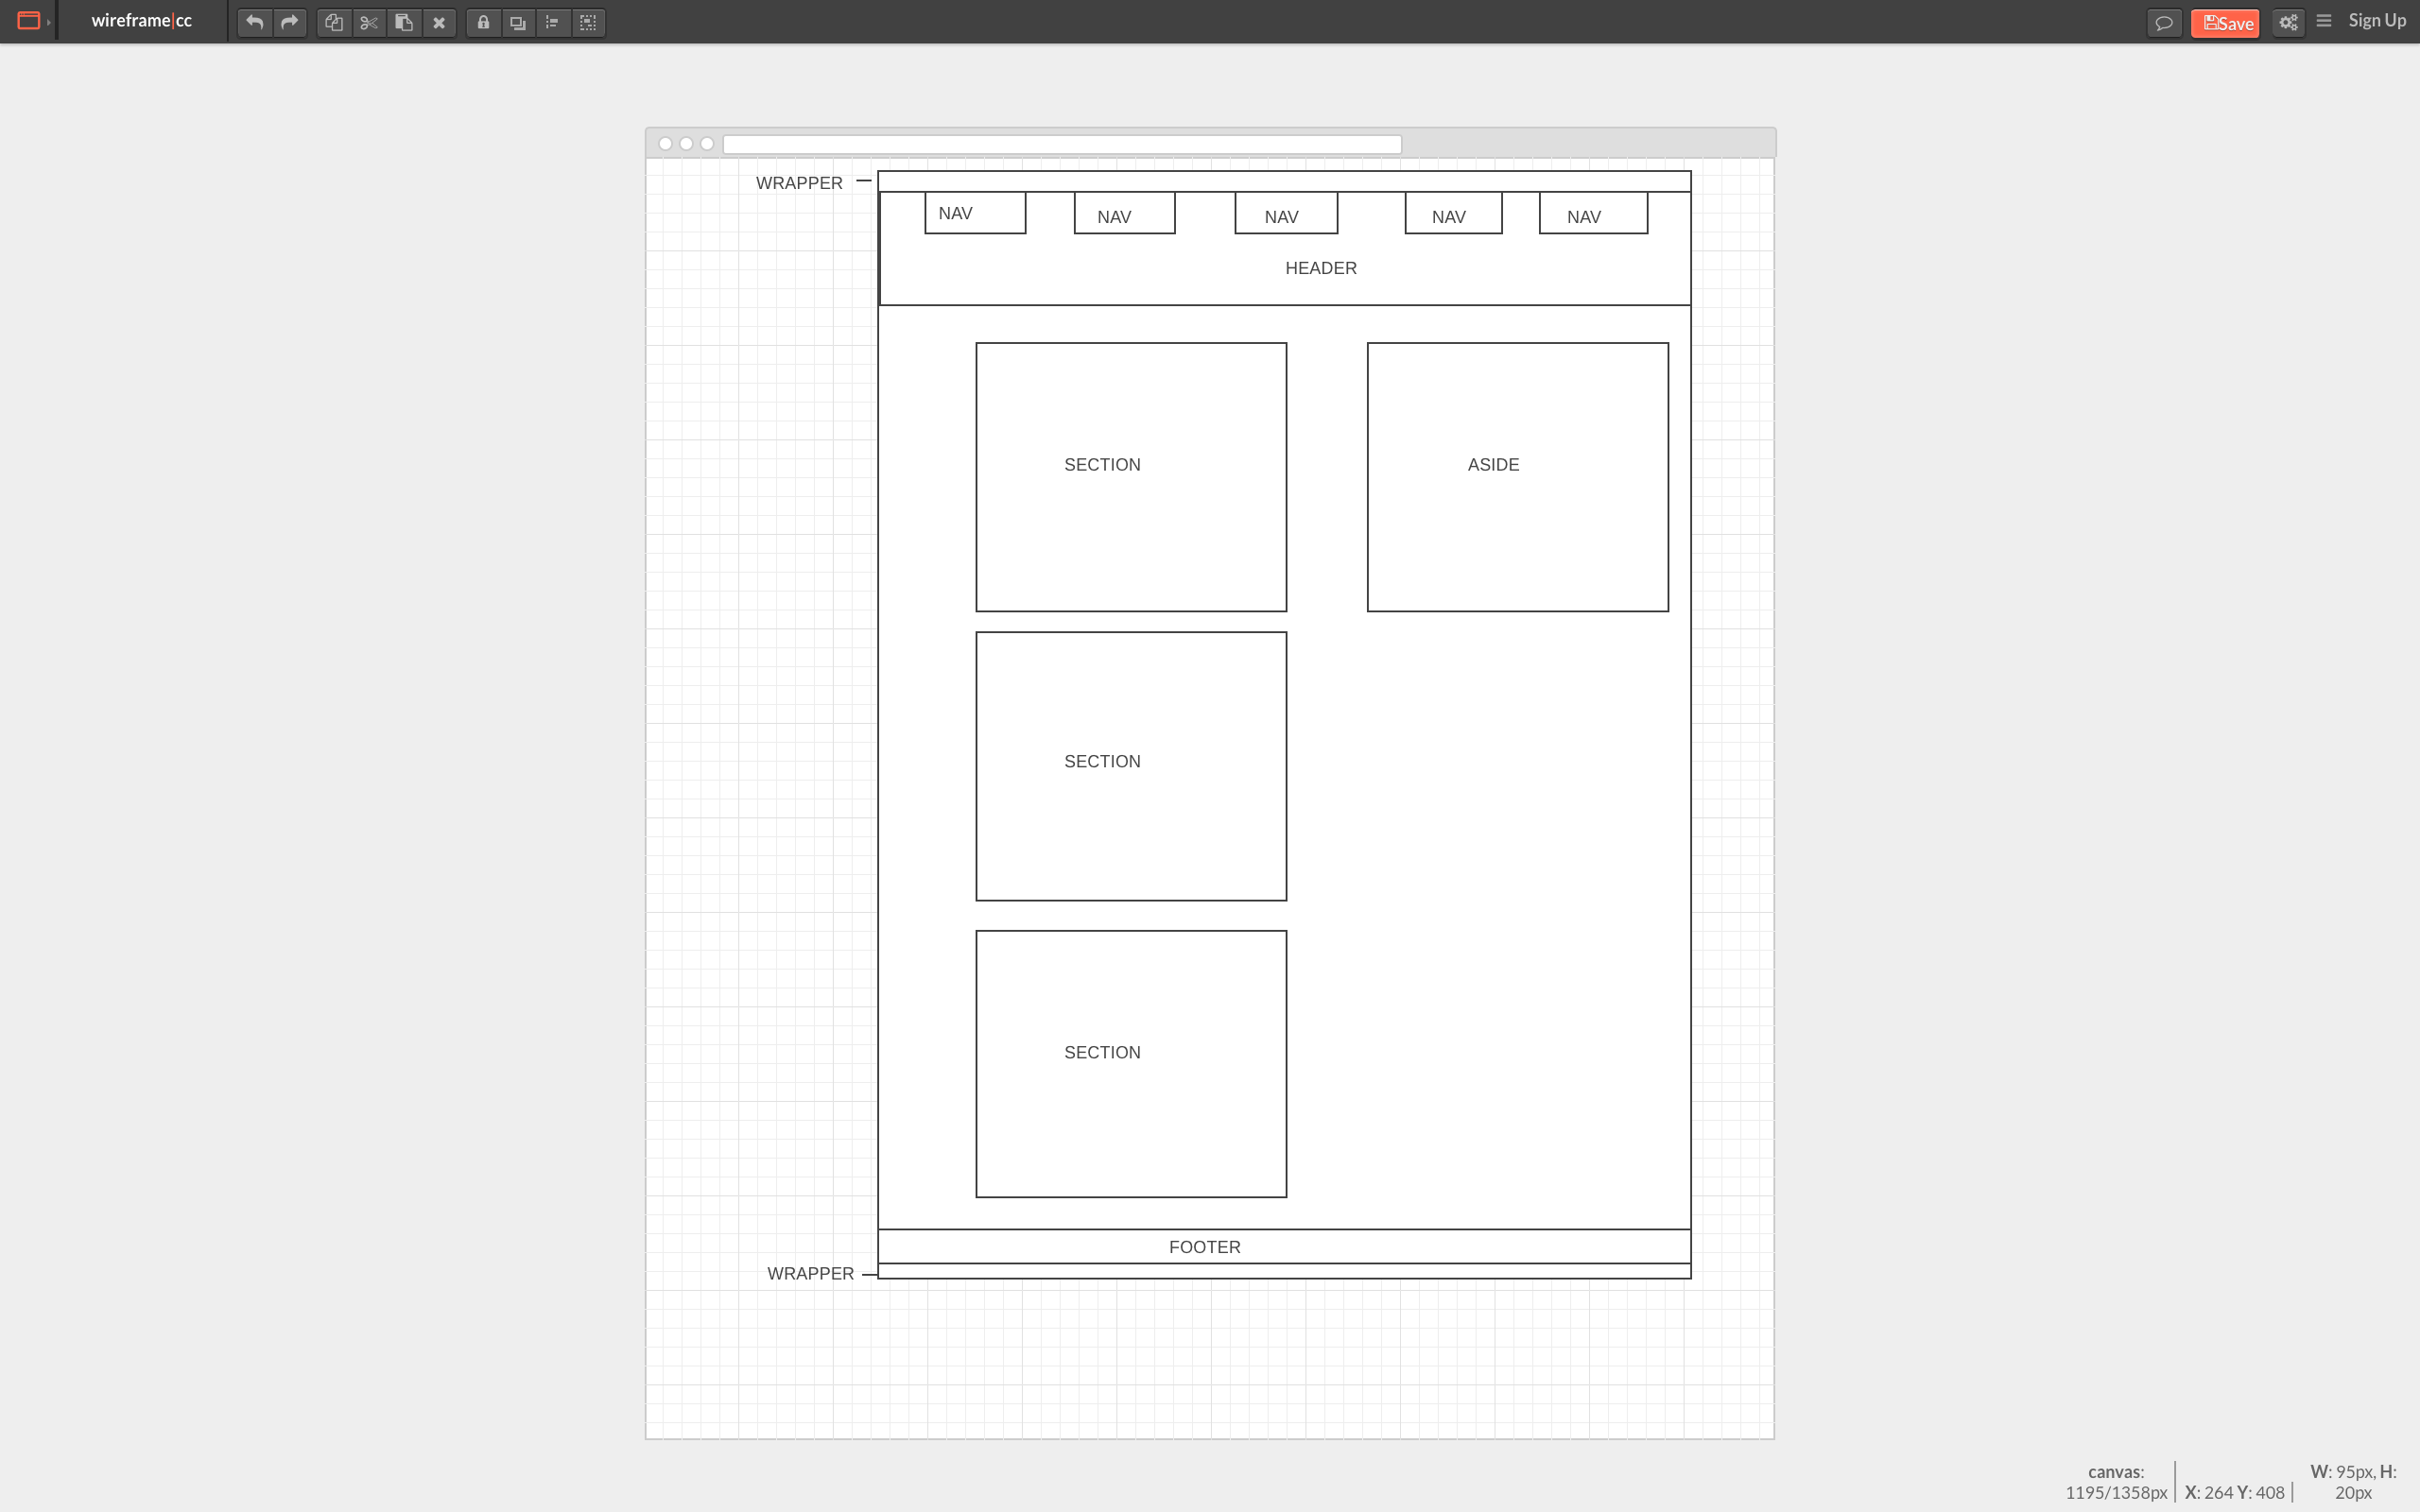 wireframe|cc
Save
Sign Up
WRAPPER
NAV
NAV
NAV
NAV
NAV
HEADER
SECTION
ASIDE
SECTION
SECTION
FOOTER
WRAPPER
canvas:
1195/1358px
X: 264 Y: 408
W: 95px, H:
20px